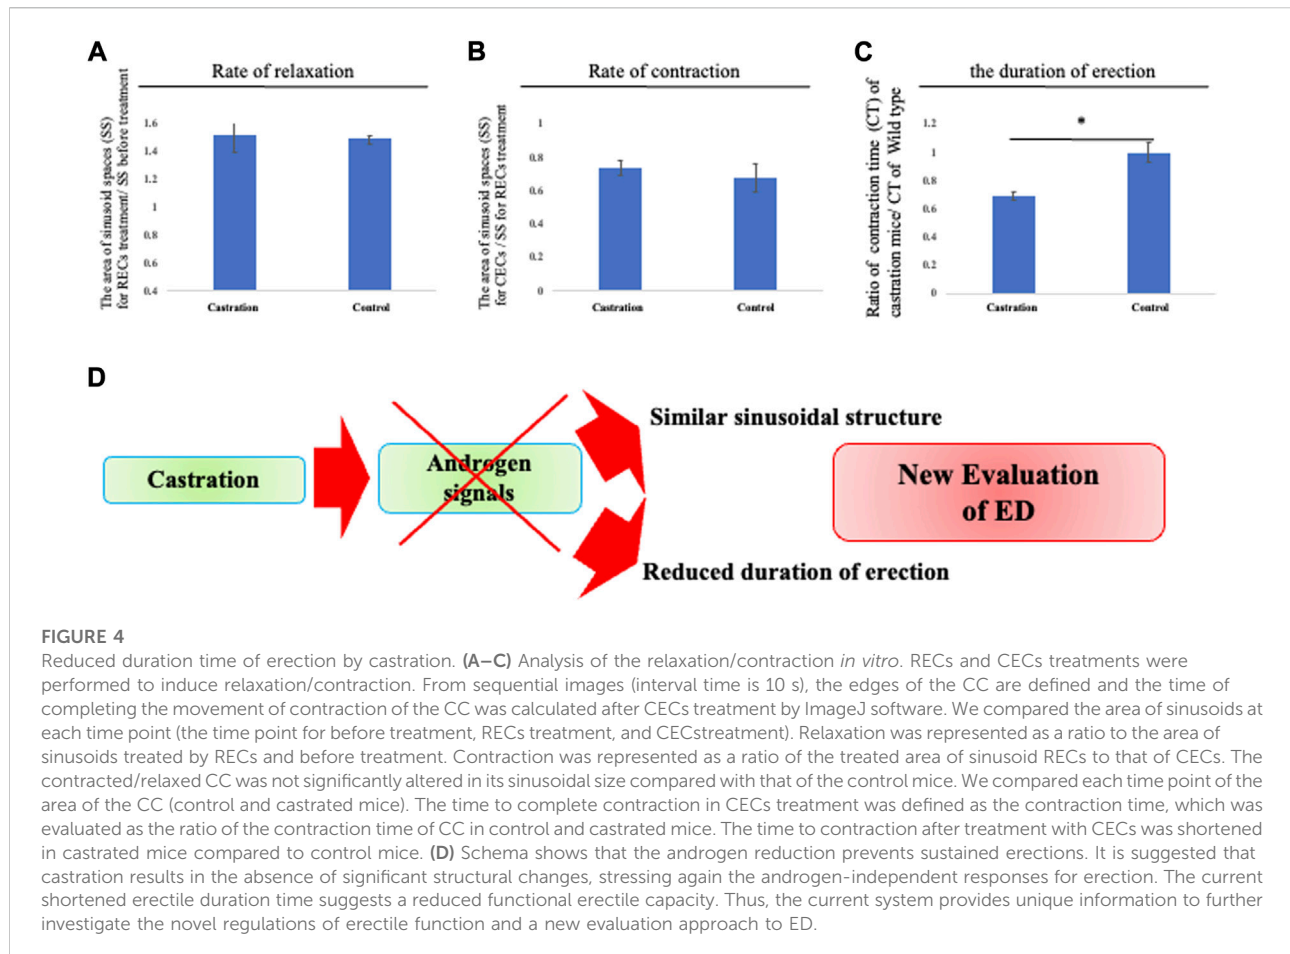 A
Rate of relaxation
The area of sinusoid spaces (SS)
for RECs treatment/ SS before treatment
1.6
1.4
1.2
1
0.8
0.6
0.4
Castration
Control
B
Rate of contraction
The area of sinusoid spaces (SS)
for CECs / SS for RECs treatment
1
0.8
0.6
0.4
0.2
0
Castration
Control
C
the duration of erection
Ratio of contraction time (CT) of
castration mice/ CT of Wild type
1.2
1
0.8
0.6
0.4
0.2
0
*
Castration
Control
D
Castration
Androgen
signals
Similar sinusoidal structure
Reduced duration of erection
New Evaluation
of ED
FIGURE 4
Reduced duration time of erection by castration. (A–C) Analysis of the relaxation/contraction in vitro. RECs and CECs treatments were
performed to induce relaxation/contraction. From sequential images (interval time is 10 s), the edges of the CC are defined and the time of
completing the movement of contraction of the CC was calculated after CECs treatment by ImageJ software. We compared the area of sinusoids at
each time point (the time point for before treatment, RECs treatment, and CECstreatment). Relaxation was represented as a ratio to the area of
sinusoids treated by RECs and before treatment. Contraction was represented as a ratio of the treated area of sinusoid RECs to that of CECs. The
contracted/relaxed CC was not significantly altered in its sinusoidal size compared with that of the control mice. We compared each time point of the
area of the CC (control and castrated mice). The time to complete contraction in CECs treatment was defined as the contraction time, which was
evaluated as the ratio of the contraction time of CC in control and castrated mice. The time to contraction after treatment with CECs was shortened
in castrated mice compared to control mice. (D) Schema shows that the androgen reduction prevents sustained erections. It is suggested that
castration results in the absence of significant structural changes, stressing again the androgen-independent responses for erection. The current
shortened erectile duration time suggests a reduced functional erectile capacity. Thus, the current system provides unique information to further
investigate the novel regulations of erectile function and a new evaluation approach to ED.